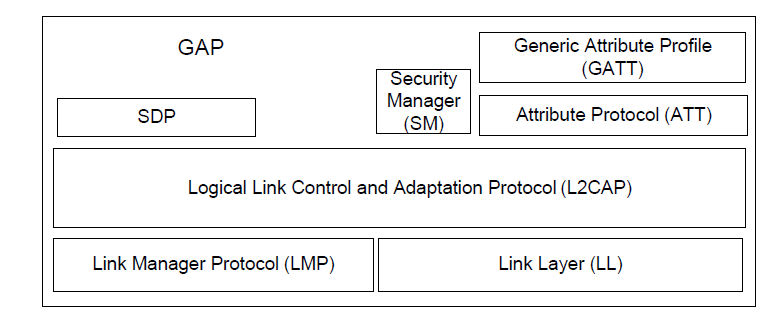 GAP
Generic Attribute Profile
(GATT)
Security
Manager
(SM)
SDP
Attribute Protocol (ATT)
Logical Link Control and Adaptation Protocol (L2CAP)
Link Manager Protocol (LMP)
Link Layer (LL)